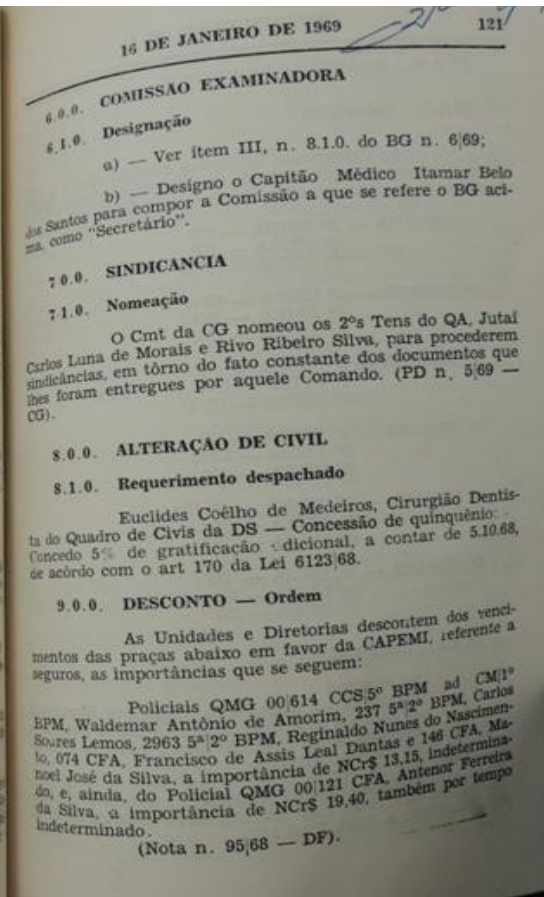 16 DE JANEIRO DE 1969 121
6.0.0. COMISSÃO EXAMINADORA
6.1.0. Designação
a) — Ver item III, n. 8.1.0. do BG n. 6|69;
b) — Designo o Capitão Médico Itamar Belo
dos Santos para compor a Comissão a que se refere o BG aci-
ma, como "Secretário".
7.0.0. SINDICANCIA
7.1.0. Nomeação
O Cmt da CG nomeou os 2ºs Tens do QA, Jutaí
Carlos Luna de Morais e Rivo Ribeiro Silva, para procederem
sindicâncias, em tôrno do fato constante dos documentos que
lhes foram entregues por aquele Comando. (PD n. 5|69 —
CG).
8.0.0. ALTERAÇÃO DE CIVIL
8.1.0. Requerimento despachado
Euclides Coêlho de Medeiros, Cirurgião Dentis-
ta do Quadro de Civis da DS — Concessão de quinquênio:
Concedo 5% de gratificação adicional, a contar de 5.10.68,
de acôrdo com o art 170 da Lei 6123|68.
9.0.0. DESCONTO — Ordem
As Unidades e Diretorias descontem dos venci-
mentos das praças abaixo em favor da CAPEMI, referente a
seguros, as importâncias que se seguem:
Policiais QMG 00|614 CCS|5º BPM ad CM|1º
BPM, Waldemar Antônio de Amorim, 237 5ª|2º BPM, Carlos
Soures Lemos, 2963 5ª|2º BPM, Reginaldo Nunes do Nascimen-
to, 074 CFA, Francisco de Assis Leal Dantas e 146 CFA, Ma-
noel José da Silva, a importância de NCr$ 13,15, indetermina-
do, e, ainda, do Policial QMG 00|121 CFA, Antenor Ferreira
da Silva, a importância de NCr$ 19,40, também por tempo
indeterminado.
(Nota n. 95|68 — DF).